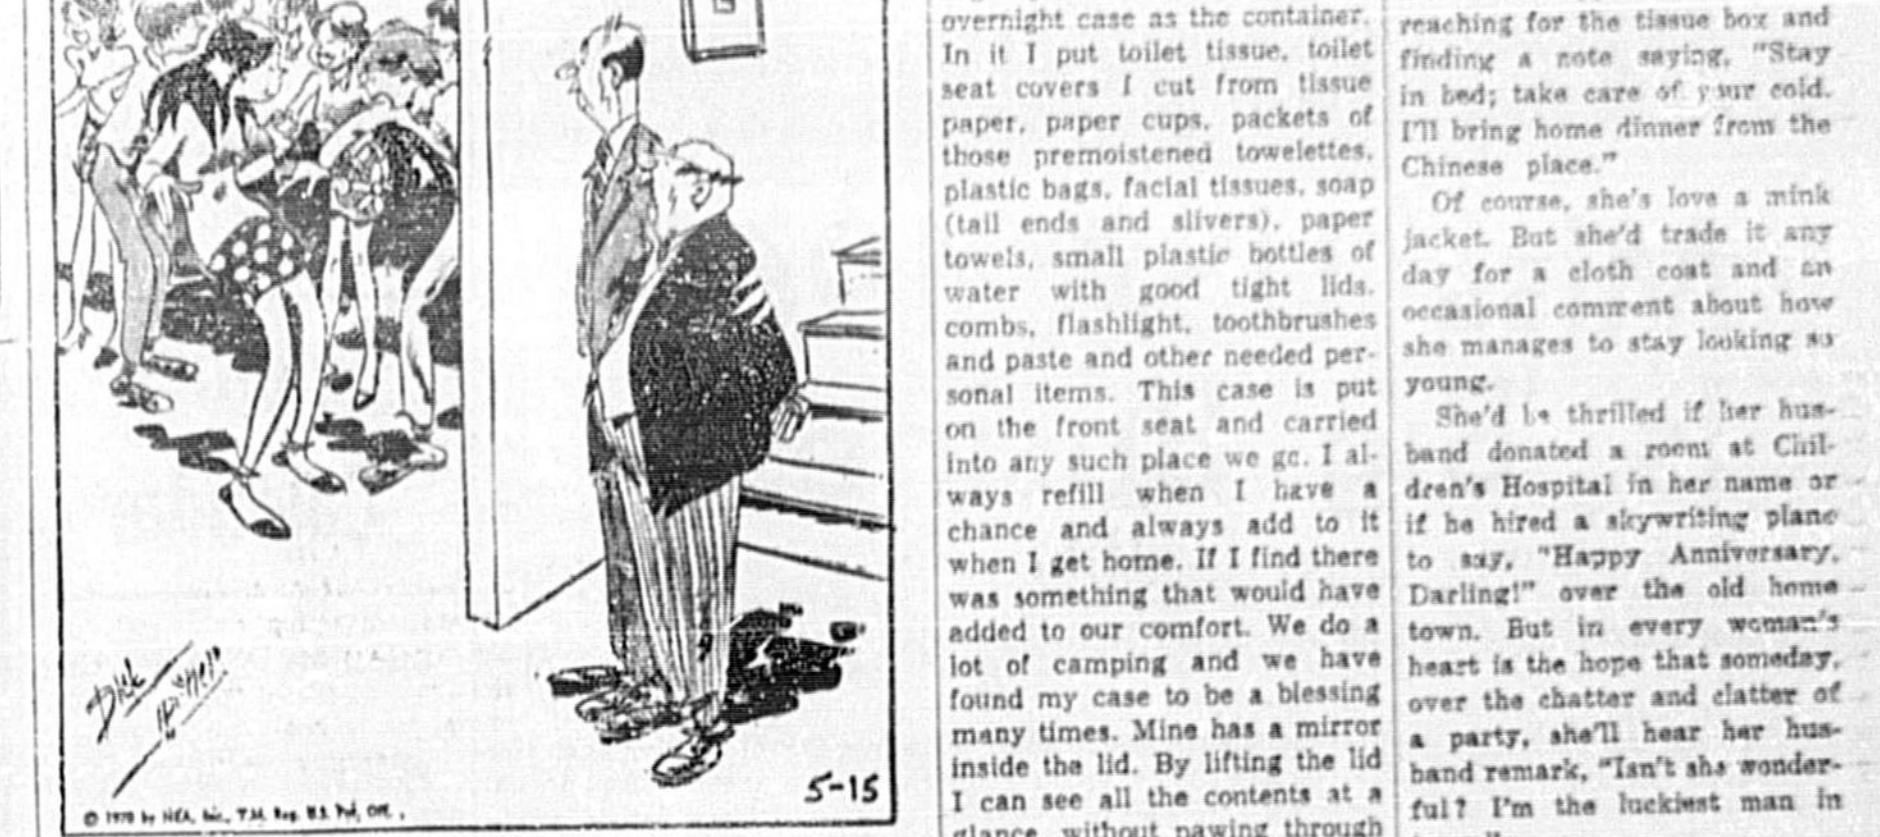 5-15
© 1970 by NEA, Inc., T.M. Reg. U.S. Pat. Off.
overnight case as the container.
In it I put toilet tissue, toilet
seat covers I cut from tissue
paper, paper cups, packets of
those premoistened towelettes,
plastic bags, facial tissues, soap
(tail ends and slivers), paper
towels, small plastic bottles of
water with good tight lids.
combs, flashlight, toothbrushes
and paste and other needed per-
sonal items. This case is put
on the front seat and carried
into any such place we go. I al-
ways refill when I have a
chance and always add to it
when I get home. If I find there
was something that would have
added to our comfort. We do a
lot of camping and we have
found my case to be a blessing
many times. Mine has a mirror
inside the lid. By lifting the lid
I can see all the contents at a
glance without pawing through
reaching for the tissue box and
finding a note saying, "Stay
in bed; take care of your cold.
I'll bring home dinner from the
Chinese place."
Of course, she's love a mink
jacket. But she'd trade it any
day for a cloth coat and an
occasional comment about how
she manages to stay looking so
young.
She'd be thrilled if her hus-
band donated a room at Chil-
dren's Hospital in her name or
if he hired a skywriting plane
to say, "Happy Anniversary,
Darling!" over the old home
town. But in every woman's
heart is the hope that someday,
over the chatter and clatter of
a party, she'll hear her hus-
band remark, "Isn't she wonder-
ful? I'm the luckiest man in